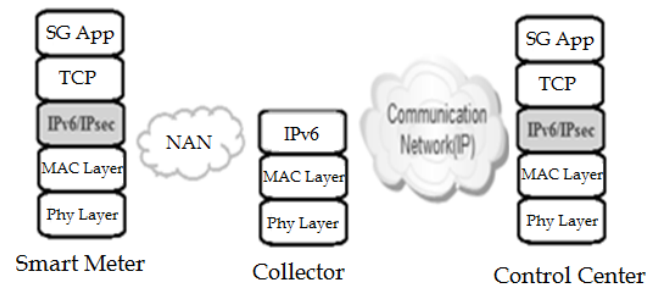 SG App
TCP
IPv6/IPsec
MAC Layer
Phy Layer
Smart Meter
NAN
IPv6
MAC Layer
Phy Layer
Collector
Communication
Network(IP)
SG App
TCP
IPv6/IPsec
MAC Layer
Phy Layer
Control Center